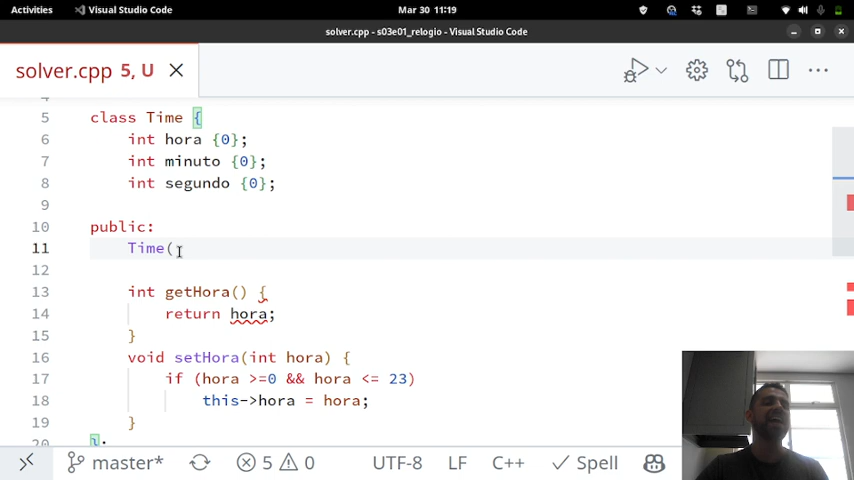 Activities Visual Studio Code Mar 30 11:19
solver.cpp - s03e01_relogio - Visual Studio Code
solver.cpp 5, U
5 class Time {
6 int hora {0};
7 int minuto {0};
8 int segundo {0};
9
10 public:
11 Time(
12
13 int getHora() {
14 return hora;
15 }
16 void setHora(int hora) {
17 if (hora >=0 && hora <= 23)
18 this->hora = hora;
19 }
20 };
master* 5 0 UTF-8 LF C++ Spell